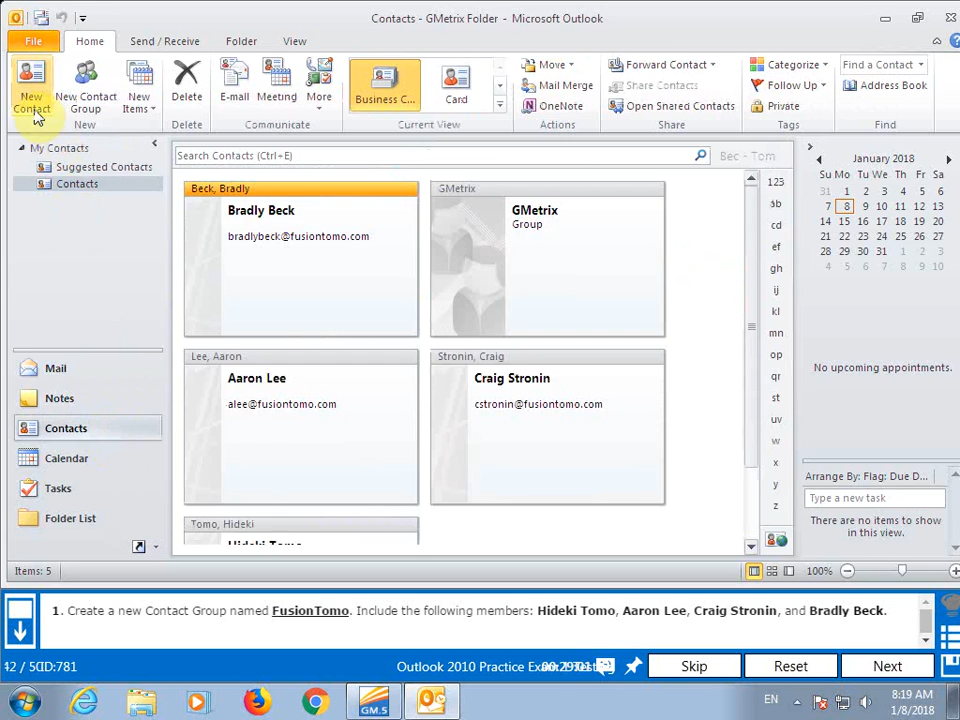 Contacts - GMetrix Folder - Microsoft Outlook
File Home Send / Receive Folder View
New Contact
New Contact Group
New Items
Delete
E-mail
Meeting
More
Business C...
Card
Move
Mail Merge
OneNote
Forward Contact
Share Contacts
Open Shared Contacts
Categorize
Follow Up
Private
Find a Contact
Address Book
New Delete Communicate Current View Actions Share Tags Find
My Contacts
Suggested Contacts
Contacts
Search Contacts (Ctrl+E)
Bec - Tom
Beck, Bradly
Bradly Beck
bradlybeck@fusiontomo.com
GMetrix
GMetrix
Group
Lee, Aaron
Aaron Lee
alee@fusiontomo.com
Stronin, Craig
Craig Stronin
cstronin@fusiontomo.com
Tomo, Hideki
Hideki Tomo
123
ab
cd
ef
gh
ij
kl
mn
op
qr
st
uv
w
x
y
z
January 2018
Su Mo Tu We Th Fr Sa
31 1 2 3 4 5 6
7 8 9 10 11 12 13
14 15 16 17 18 19 20
21 22 23 24 25 26 27
28 29 30 31 1 2 3
4 5 6 7 8 9 10
No upcoming appointments.
Arrange By: Flag: Due D...
Type a new task
There are no items to show
in this view.
Mail
Notes
Contacts
Calendar
Tasks
Folder List
Items: 5
100%
1. Create a new Contact Group named FusionTomo. Include the following members: Hideki Tomo, Aaron Lee, Craig Stronin, and Bradly Beck.
Outlook 2010 Practice
Skip
Reset
Next
GM.5
EN
8:19 AM
1/8/2018